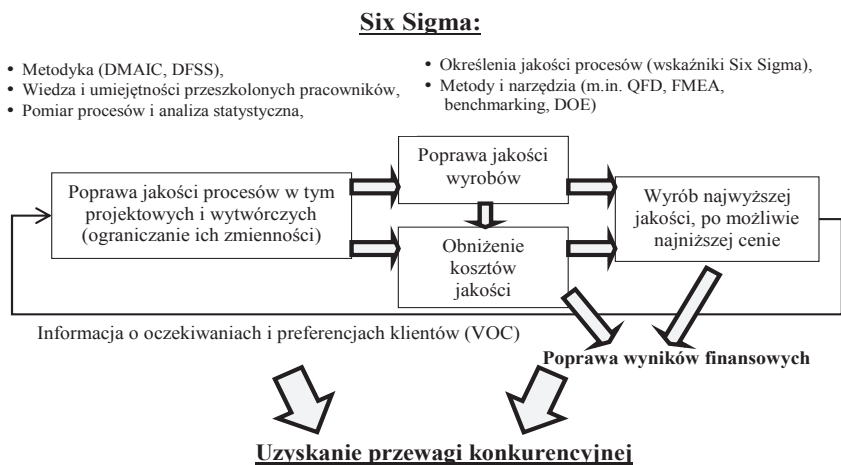 Six Sigma:
• Metodyka (DMAIC, DFSS),
• Wiedza i umiejętności przeszkolonych pracowników,
• Pomiar procesów i analiza statystyczna,
• Określenia jakości procesów (wskaźniki Six Sigma),
• Metody i narzędzia (m.in. QFD, FMEA,
benchmarking, DOE)
Poprawa jakości procesów w tym
projektowych i wytwórczych
(ograniczanie ich zmienności)
Poprawa jakości
wyrobów
Obniżenie
kosztów
jakości
Wyrób najwyższej
jakości, po możliwie
najniższej cenie
Informacja o oczekiwaniach i preferencjach klientów (VOC)
Poprawa wyników finansowych
Uzyskanie przewagi konkurencyjnej